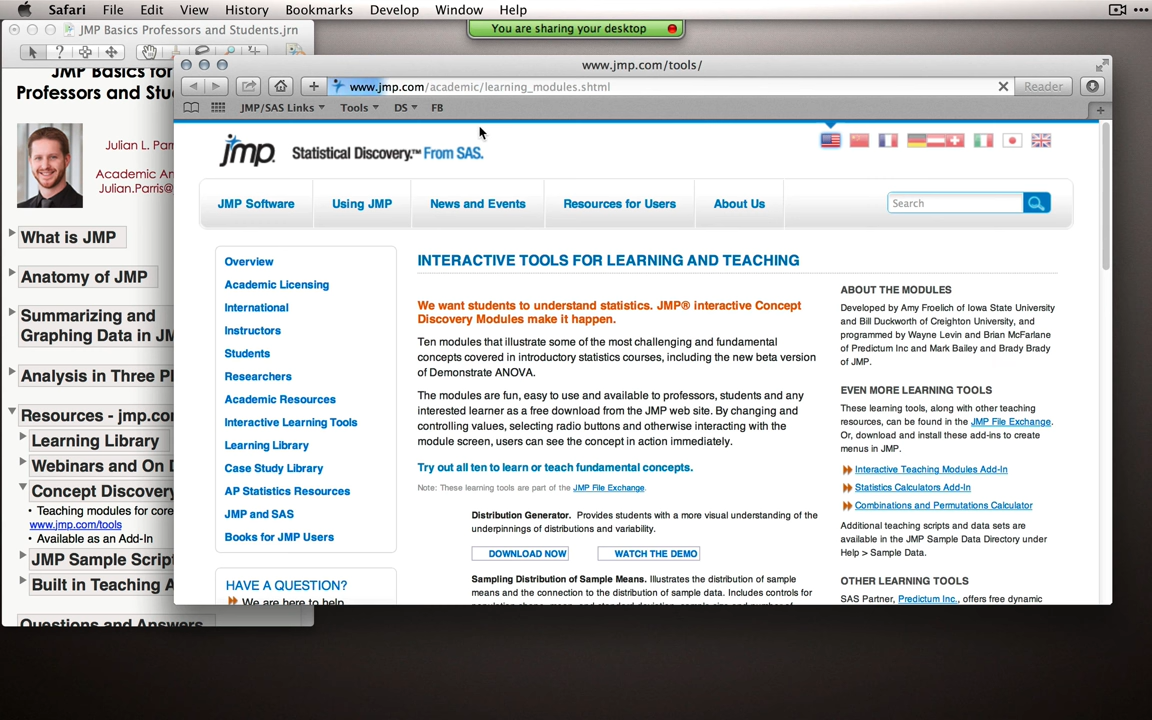 Safari File Edit View History Bookmarks Develop Window Help
You are sharing your desktop
JMP Basics Professors and Students.jrn
JMP Basics for
Professors and Stu
Julian L. Parr
Academic Am
Julian.Parris@
What is JMP
Anatomy of JMP
Summarizing and
Graphing Data in JM
Analysis in Three Pl
Resources - jmp.co
Learning Library
Webinars and On D
Concept Discovery
• Teaching modules for core
www.jmp.com/tools
• Available as an Add-In
JMP Sample Script
Built in Teaching A
Questions and Answers
www.jmp.com/tools/
www.jmp.com/academic/learning_modules.shtml
Reader
JMP/SAS Links Tools DS FB
jmp Statistical Discovery.™ From SAS.
JMP Software Using JMP News and Events Resources for Users About Us Search
Overview
Academic Licensing
International
Instructors
Students
Researchers
Academic Resources
Interactive Learning Tools
Learning Library
Case Study Library
AP Statistics Resources
JMP and SAS
Books for JMP Users
HAVE A QUESTION?
We are here to help
INTERACTIVE TOOLS FOR LEARNING AND TEACHING
We want students to understand statistics. JMP® interactive Concept
Discovery Modules make it happen.
Ten modules that illustrate some of the most challenging and fundamental
concepts covered in introductory statistics courses, including the new beta version
of Demonstrate ANOVA.
The modules are fun, easy to use and available to professors, students and any
interested learner as a free download from the JMP web site. By changing and
controlling values, selecting radio buttons and otherwise interacting with the
module screen, users can see the concept in action immediately.
Try out all ten to learn or teach fundamental concepts.
Note: These learning tools are part of the JMP File Exchange.
Distribution Generator. Provides students with a more visual understanding of the
underpinnings of distributions and variability.
DOWNLOAD NOW WATCH THE DEMO
Sampling Distribution of Sample Means. Illustrates the distribution of sample
means and the connection to the distribution of sample data. Includes controls for
ABOUT THE MODULES
Developed by Amy Froelich of Iowa State University
and Bill Duckworth of Creighton University, and
programmed by Wayne Levin and Brian McFarlane
of Predictum Inc and Mark Bailey and Brady Brady
of JMP.
EVEN MORE LEARNING TOOLS
These learning tools, along with other teaching
resources, can be found in the JMP File Exchange.
Or, download and install these add-ins to create
menus in JMP.
Interactive Teaching Modules Add-In
Statistics Calculators Add-In
Combinations and Permutations Calculator
Additional teaching scripts and data sets are
available in the JMP Sample Data Directory under
Help > Sample Data.
OTHER LEARNING TOOLS
SAS Partner, Predictum Inc., offers free dynamic